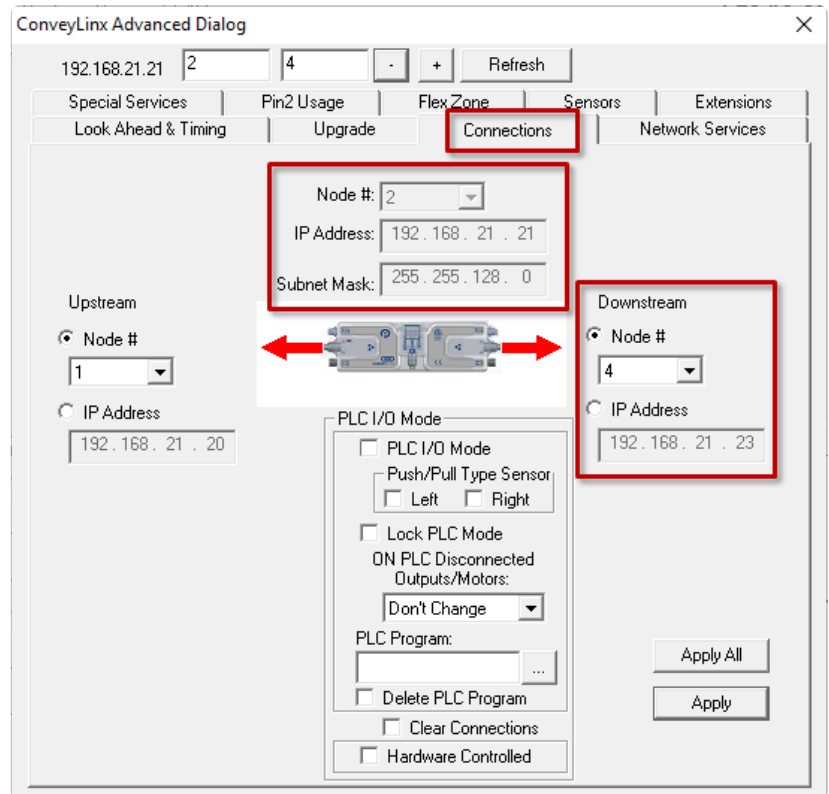 ConveyLinx Advanced Dialog
192.168.21.21 2 4 - + Refresh
Special Services Pin2 Usage Flex Zone Sensors Extensions
Look Ahead & Timing Upgrade Connections Network Services
Node #: 2
IP Address: 192 . 168 . 21 . 21
Subnet Mask: 255 . 255 . 128 . 0
Upstream
Node #
1
IP Address
192 . 168 . 21 . 20
Downstream
Node #
4
IP Address
192 . 168 . 21 . 23
PLC I/O Mode
PLC I/O Mode
Push/Pull Type Sensor
Left Right
Lock PLC Mode
ON PLC Disconnected
Outputs/Motors:
Don't Change
PLC Program:
...
Delete PLC Program
Clear Connections
Hardware Controlled
Apply All
Apply